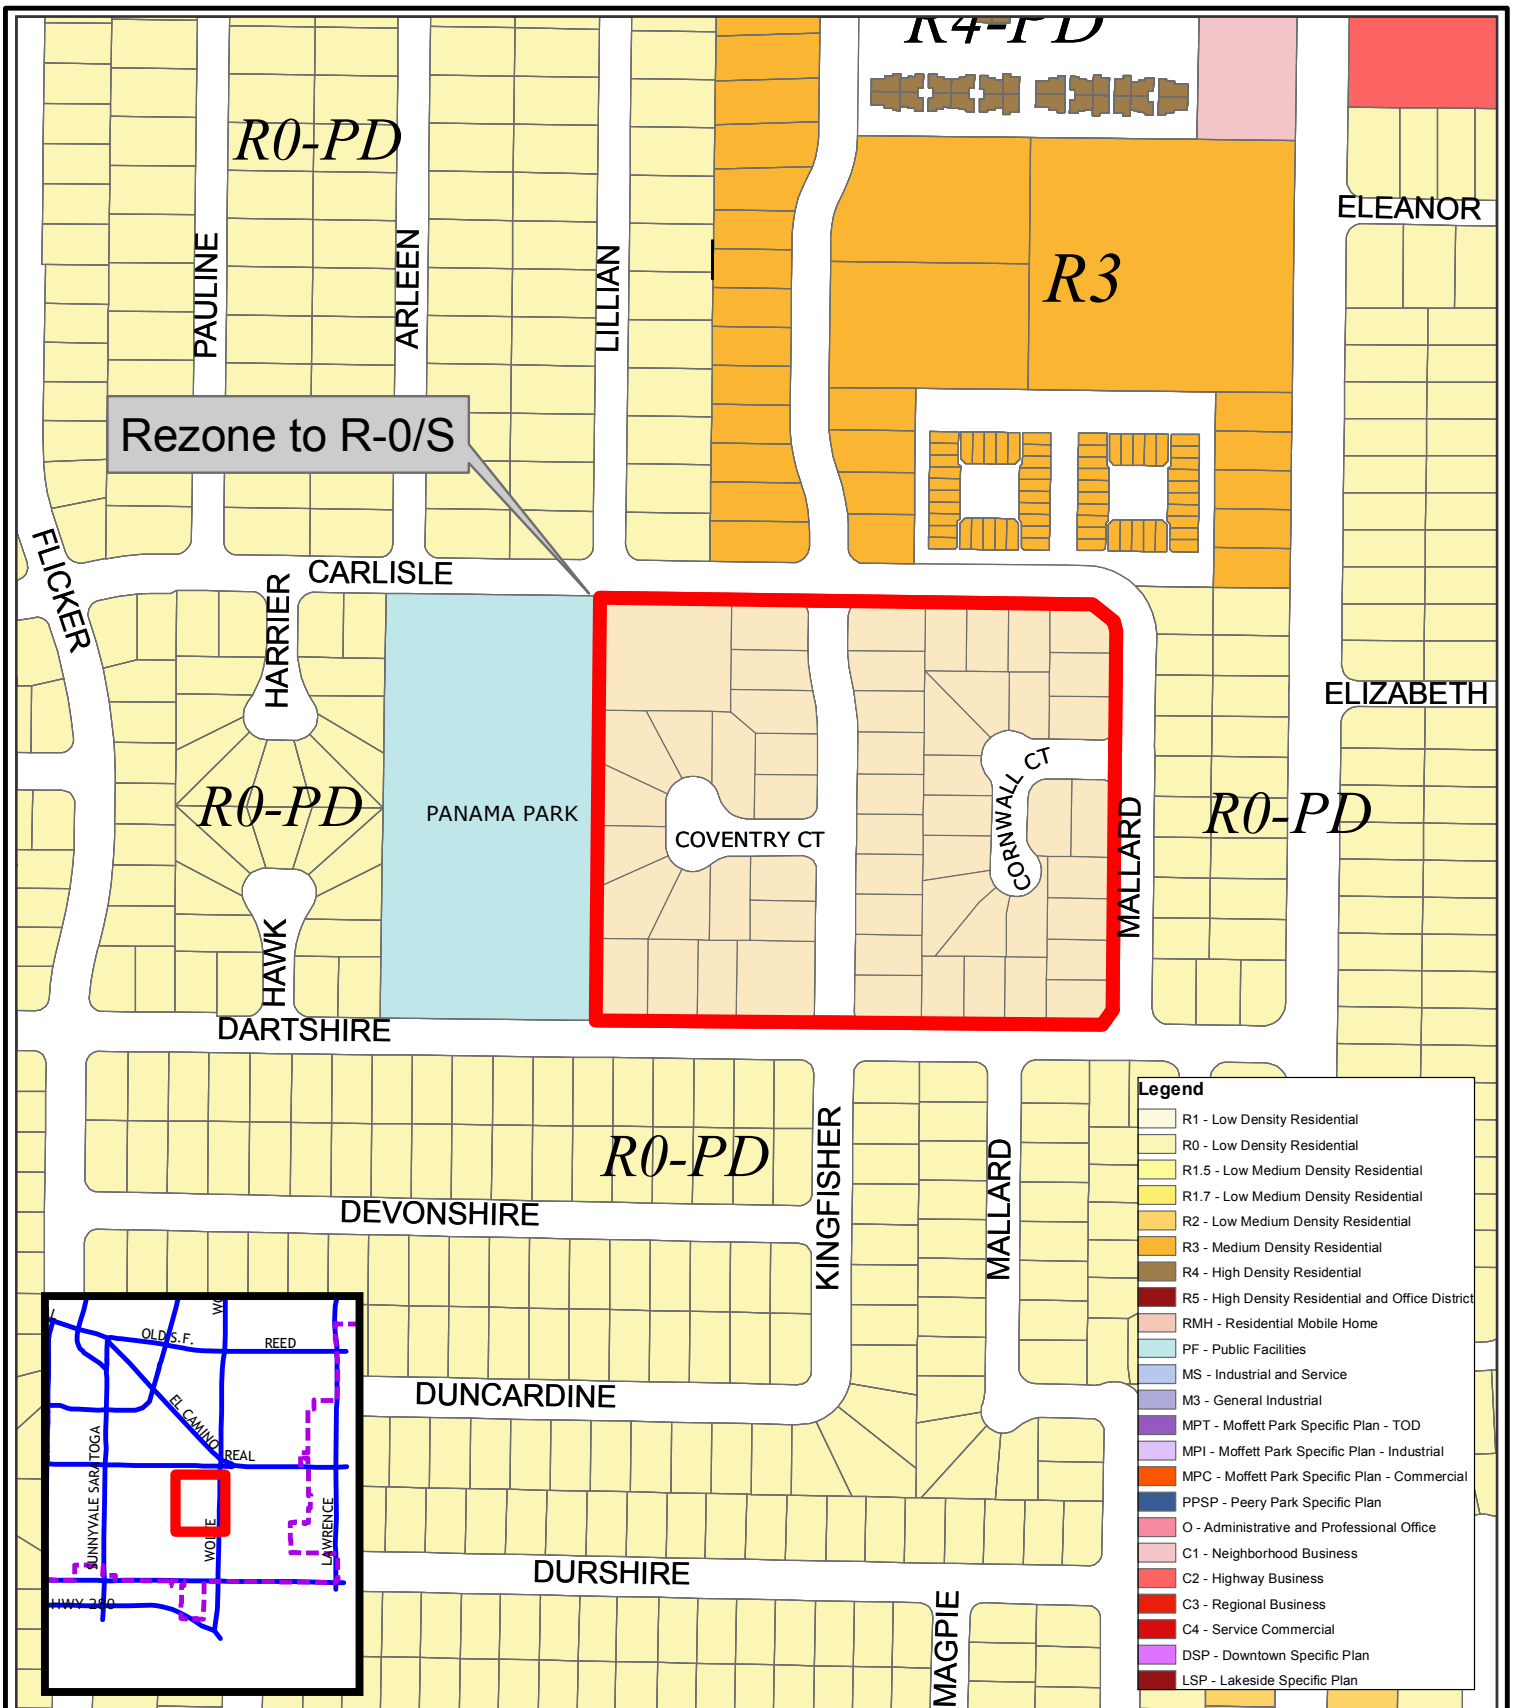 R4-PD
R0-PD
ELEANOR
R3
PAULINE
ARLEEN
LILLIAN
Rezone to R-0/S
FLICKER
CARLISLE
HARRIER
ELIZABETH
R0-PD
PANAMA PARK
COVENTRY CT
CORNWALL CT
MALLARD
R0-PD
HAWK
DARTSHIRE
R0-PD
KINGFISHER
MALLARD
DEVONSHIRE
DUNCARDINE
DURSHIRE
MAGPIE
OLD S.F.
REED
EL CAMINO
REAL
SUNNYVALE SARATOGA
WOLFE
LAWRENCE
HWY 280
Legend
R1 - Low Density Residential
R0 - Low Density Residential
R1.5 - Low Medium Density Residential
R1.7 - Low Medium Density Residential
R2 - Low Medium Density Residential
R3 - Medium Density Residential
R4 - High Density Residential
R5 - High Density Residential and Office District
RMH - Residential Mobile Home
PF - Public Facilities
MS - Industrial and Service
M3 - General Industrial
MPT - Moffett Park Specific Plan - TOD
MPI - Moffett Park Specific Plan - Industrial
MPC - Moffett Park Specific Plan - Commercial
PPSP - Peery Park Specific Plan
O - Administrative and Professional Office
C1 - Neighborhood Business
C2 - Highway Business
C3 - Regional Business
C4 - Service Commercial
DSP - Downtown Specific Plan
LSP - Lakeside Specific Plan